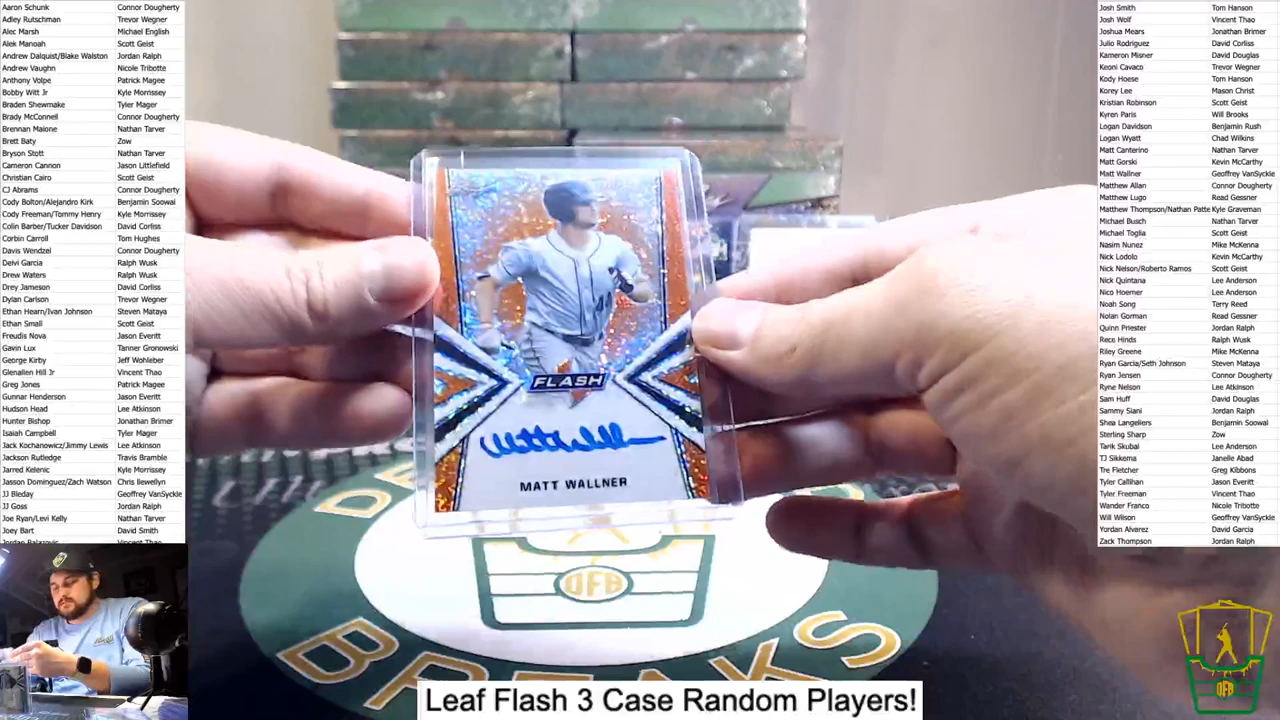 Aaron Schunk Connor Dougherty
Adley Rutschman Trevor Wegner
Alec Marsh Michael English
Alek Manoah Scott Geist
Andrew Dalquist/Blake Walston Jordan Ralph
Andrew Vaughn Nicole Tribotte
Anthony Volpe Patrick Magee
Bobby Witt Jr Kyle Morrissey
Braden Shewmake Tyler Mager
Brady McConnell Connor Dougherty
Brennan Malone Nathan Tarver
Brett Baty Zow
Bryson Stott Nathan Tarver
Cameron Cannon Jason Littlefield
Christian Cairo Scott Geist
CJ Abrams Connor Dougherty
Cody Bolton/Alejandro Kirk Benjamin Soowal
Cody Freeman/Tommy Henry Kyle Morrissey
Colin Barber/Tucker Davidson David Corliss
Corbin Carroll Tom Hughes
Davis Wendzel Connor Dougherty
Deivi Garcia Ralph Wusk
Drew Waters Ralph Wusk
Drey Jameson David Corliss
Dylan Carlson Trevor Wegner
Ethan Hearn/Ivan Johnson Steven Mataya
Ethan Small Scott Geist
Freudis Nova Jason Everitt
Gavin Lux Tanner Gronowski
George Kirby Jeff Wohleber
Glenallen Hill Jr Vincent Thao
Greg Jones Patrick Magee
Gunnar Henderson Jason Everitt
Hudson Head Lee Atkinson
Hunter Bishop Jonathan Brimer
Isaiah Campbell Tyler Mager
Jack Kochanowicz/Jimmy Lewis Lee Atkinson
Jackson Rutledge Travis Bramble
Jarred Kelenic Kyle Morrissey
Jasson Dominguez/Zach Watson Chris llewellyn
JJ Bleday Geoffrey VanSyckle
JJ Goss Jordan Ralph
Joe Ryan/Levi Kelly Nathan Tarver
Joey Bart David Smith
Jordan Balazovic Vincent Thao
FLASH
MATT WALLNER
OFB
BREAKS
Leaf Flash 3 Case Random Players!
Josh Smith Tom Hanson
Josh Wolf Vincent Thao
Joshua Mears Jonathan Brimer
Julio Rodriguez David Corliss
Kameron Misner David Douglas
Keoni Cavaco Trevor Wegner
Kody Hoese Tom Hanson
Korey Lee Mason Christ
Kristian Robinson Scott Geist
Kyren Paris Will Brooks
Logan Davidson Benjamin Rush
Logan Wyatt Chad Wilkins
Matt Canterino Nathan Tarver
Matt Gorski Kevin McCarthy
Matt Wallner Geoffrey VanSyckle
Matthew Allan Connor Dougherty
Matthew Lugo Read Gessner
Matthew Thompson/Nathan Patte Kyle Graveman
Michael Busch Nathan Tarver
Michael Toglia Scott Geist
Nasim Nunez Mike McKenna
Nick Lodolo Kevin McCarthy
Nick Nelson/Roberto Ramos Scott Geist
Nick Quintana Lee Anderson
Nico Hoerner Lee Anderson
Noah Song Terry Reed
Nolan Gorman Read Gessner
Quinn Priester Jordan Ralph
Rece Hinds Ralph Wusk
Riley Greene Mike McKenna
Ryan Garcia/Seth Johnson Steven Mataya
Ryan Jensen Connor Dougherty
Ryne Nelson Lee Atkinson
Sam Huff David Douglas
Sammy Siani Jordan Ralph
Shea Langeliers Benjamin Rush
Sterling Sharp Zow
Tarik Skubal Lee Anderson
TJ Sikkema Janelle Abad
Tre Fletcher Greg Kibbons
Tyler Callihan Jason Everitt
Tyler Freeman Vincent Thao
Wander Franco Nicole Tribotte
Will Wilson Geoffrey VanSyckle
Yordan Alvarez David Garcia
Zack Thompson Jordan Ralph
OFB